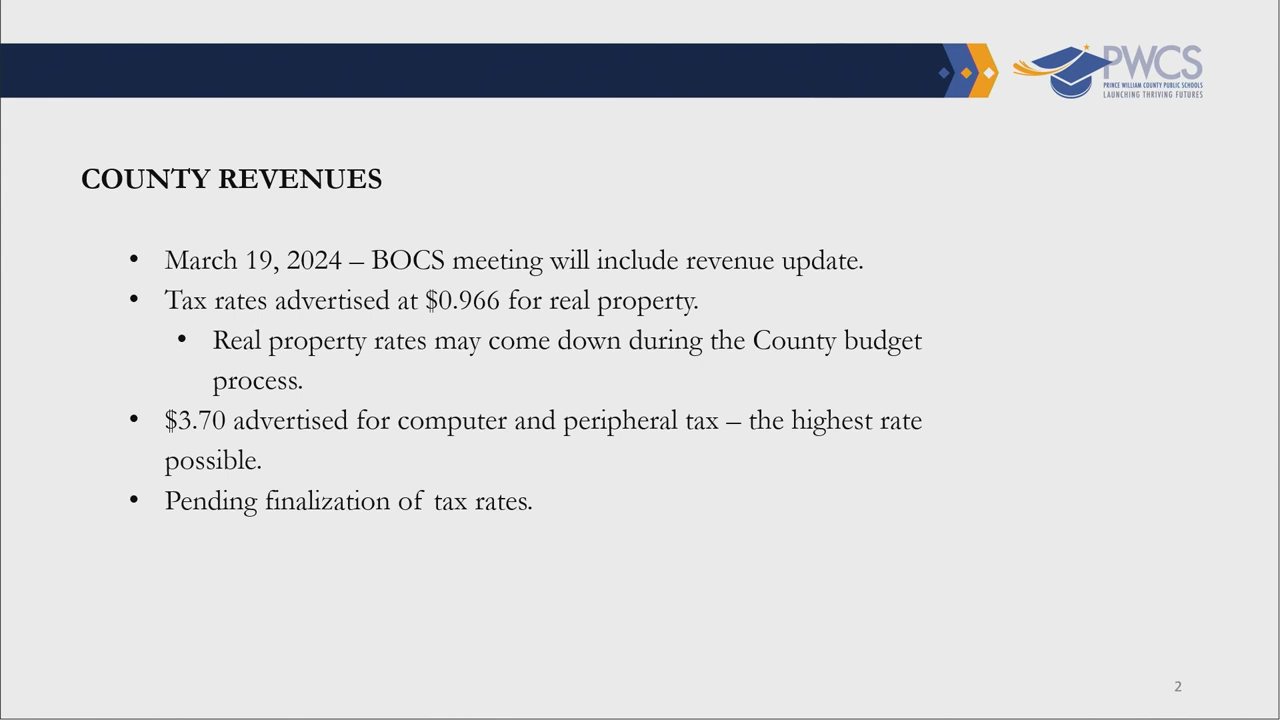 PWCS
PRINCE WILLIAM COUNTY PUBLIC SCHOOLS
LAUNCHING THRIVING FUTURES
COUNTY REVENUES
• March 19, 2024 – BOCS meeting will include revenue update.
• Tax rates advertised at $0.966 for real property.
• Real property rates may come down during the County budget
process.
• $3.70 advertised for computer and peripheral tax – the highest rate
possible.
• Pending finalization of tax rates.
2